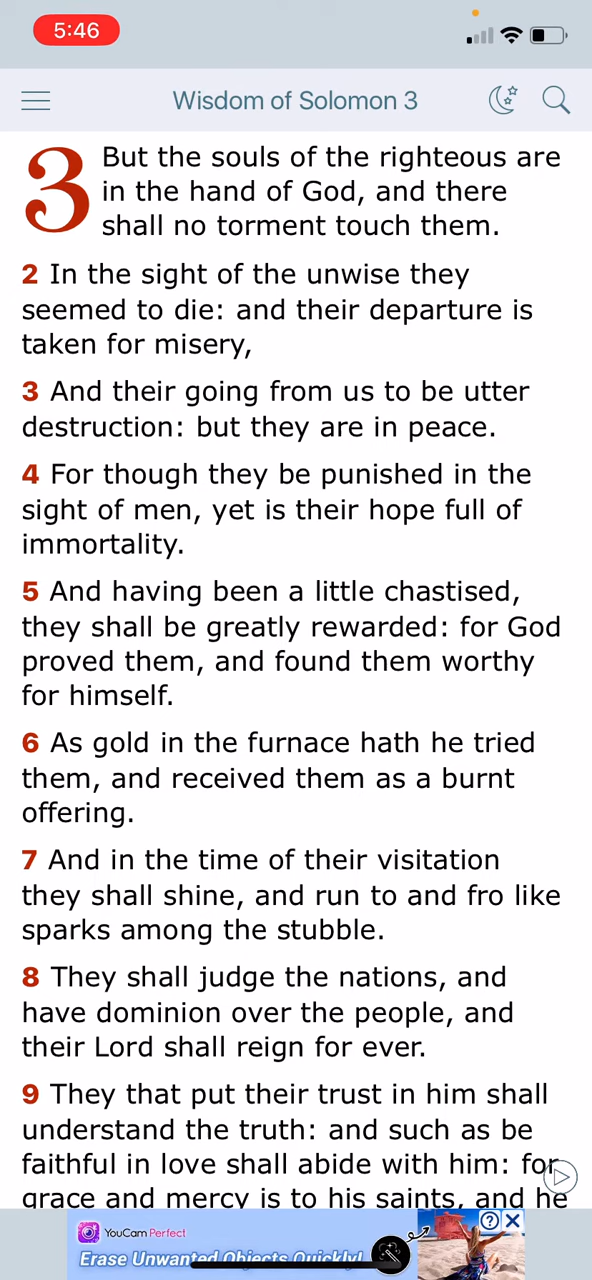 5:46
Wisdom of Solomon 3
3 But the souls of the righteous are
in the hand of God, and there
shall no torment touch them.
2 In the sight of the unwise they
seemed to die: and their departure is
taken for misery,
3 And their going from us to be utter
destruction: but they are in peace.
4 For though they be punished in the
sight of men, yet is their hope full of
immortality.
5 And having been a little chastised,
they shall be greatly rewarded: for God
proved them, and found them worthy
for himself.
6 As gold in the furnace hath he tried
them, and received them as a burnt
offering.
7 And in the time of their visitation
they shall shine, and run to and fro like
sparks among the stubble.
8 They shall judge the nations, and
have dominion over the people, and
their Lord shall reign for ever.
9 They that put their trust in him shall
understand the truth: and such as be
faithful in love shall abide with him: for
grace and mercy is to his saints, and he
YouCam Perfect
Erase Unwanted Objects Quickly!